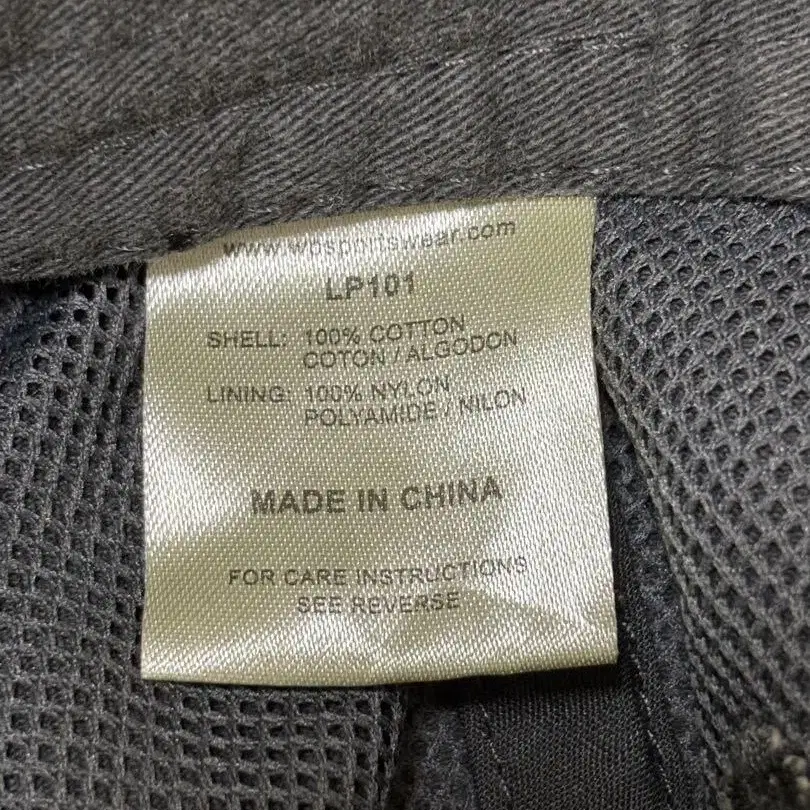 www.wpsportswear.com
LP101
SHELL: 100% COTTON
COTON / ALGODON
LINING: 100% NYLON
POLYAMIDE / NILON
MADE IN CHINA
FOR CARE INSTRUCTIONS
SEE REVERSE